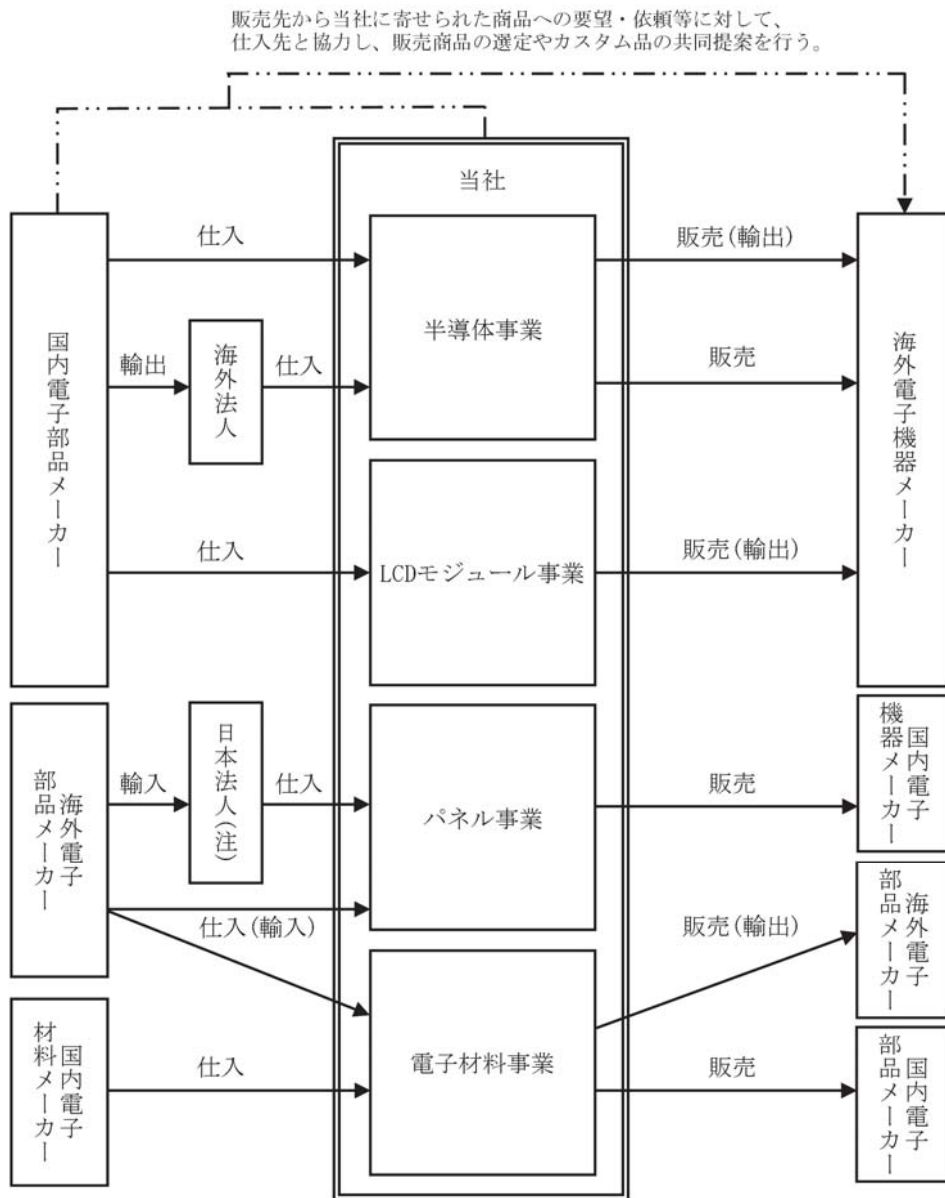 販売先から当社に寄せられた商品への要望・依頼等に対して、
仕入先と協力し、販売商品の選定やカスタム品の共同提案を行う。
当社
国内電子部品メーカー
仕入
半導体事業
販売(輸出)
海外電子機器メーカー
輸出
海外法人
仕入
販売
仕入
LCDモジュール事業
販売(輸出)
海外電子
部品メーカー
輸入
日本法人(注)
仕入
パネル事業
販売
国内電子
機器メーカー
仕入(輸入)
販売(輸出)
海外電子
部品メーカー
国内電子
材料メーカー
仕入
電子材料事業
販売
国内電子
部品メーカー